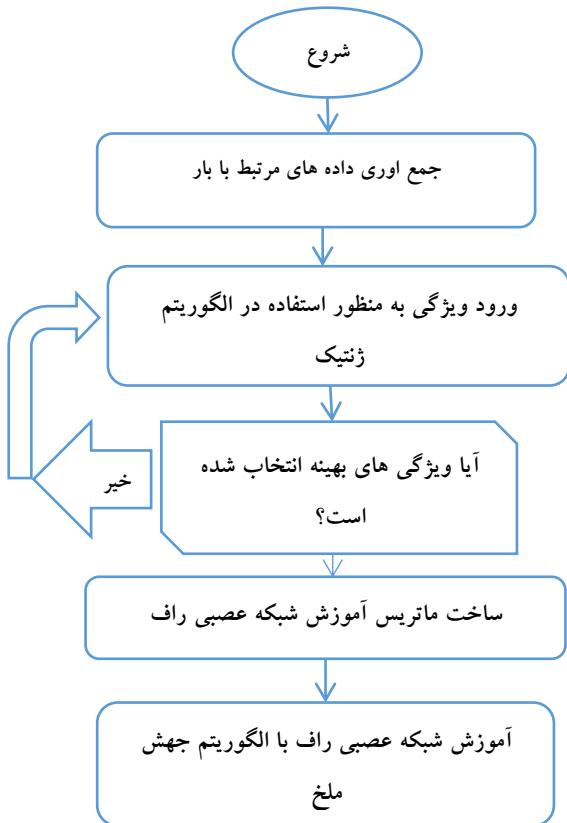 شروع
جمع اوری داده های مرتبط با بار
ورود ویژگی به منظور استفاده در الگوریتم
ژنتیک
آیا ویژگی های بهینه انتخاب شده
است؟
خیر
ساخت ماتریس آموزش شبکه عصبی راف
آموزش شبکه عصبی راف با الگوریتم جهش
ملخ